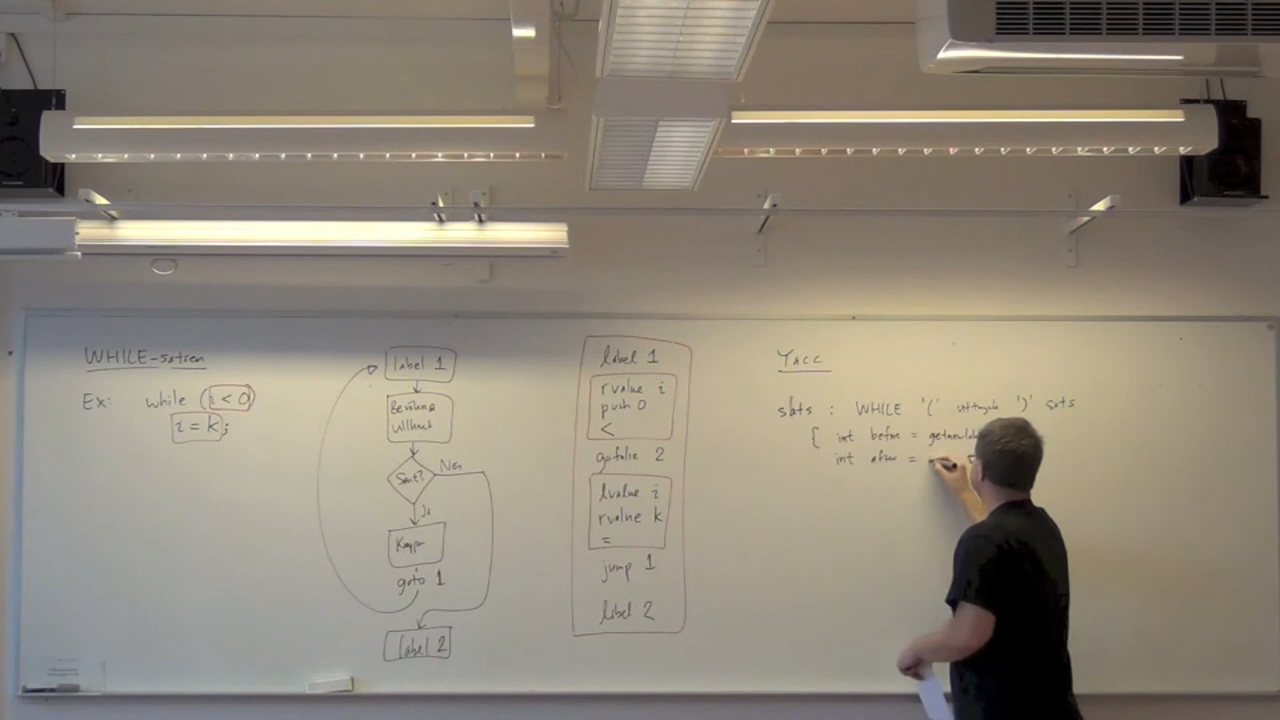 WHILE-satsen
Ex: while (i < 0)
i = k;
label 1
Beräkna
villkoret
Sant?
Nej
Ja
Kropp
goto 1
label 2
label 1
rvalue i
push 0
<
gofalse 2
lvalue i
rvalue k
=
jump 1
label 2
YACC
sats : WHILE '(' uttryck ')' sats
{ int before =
int after =